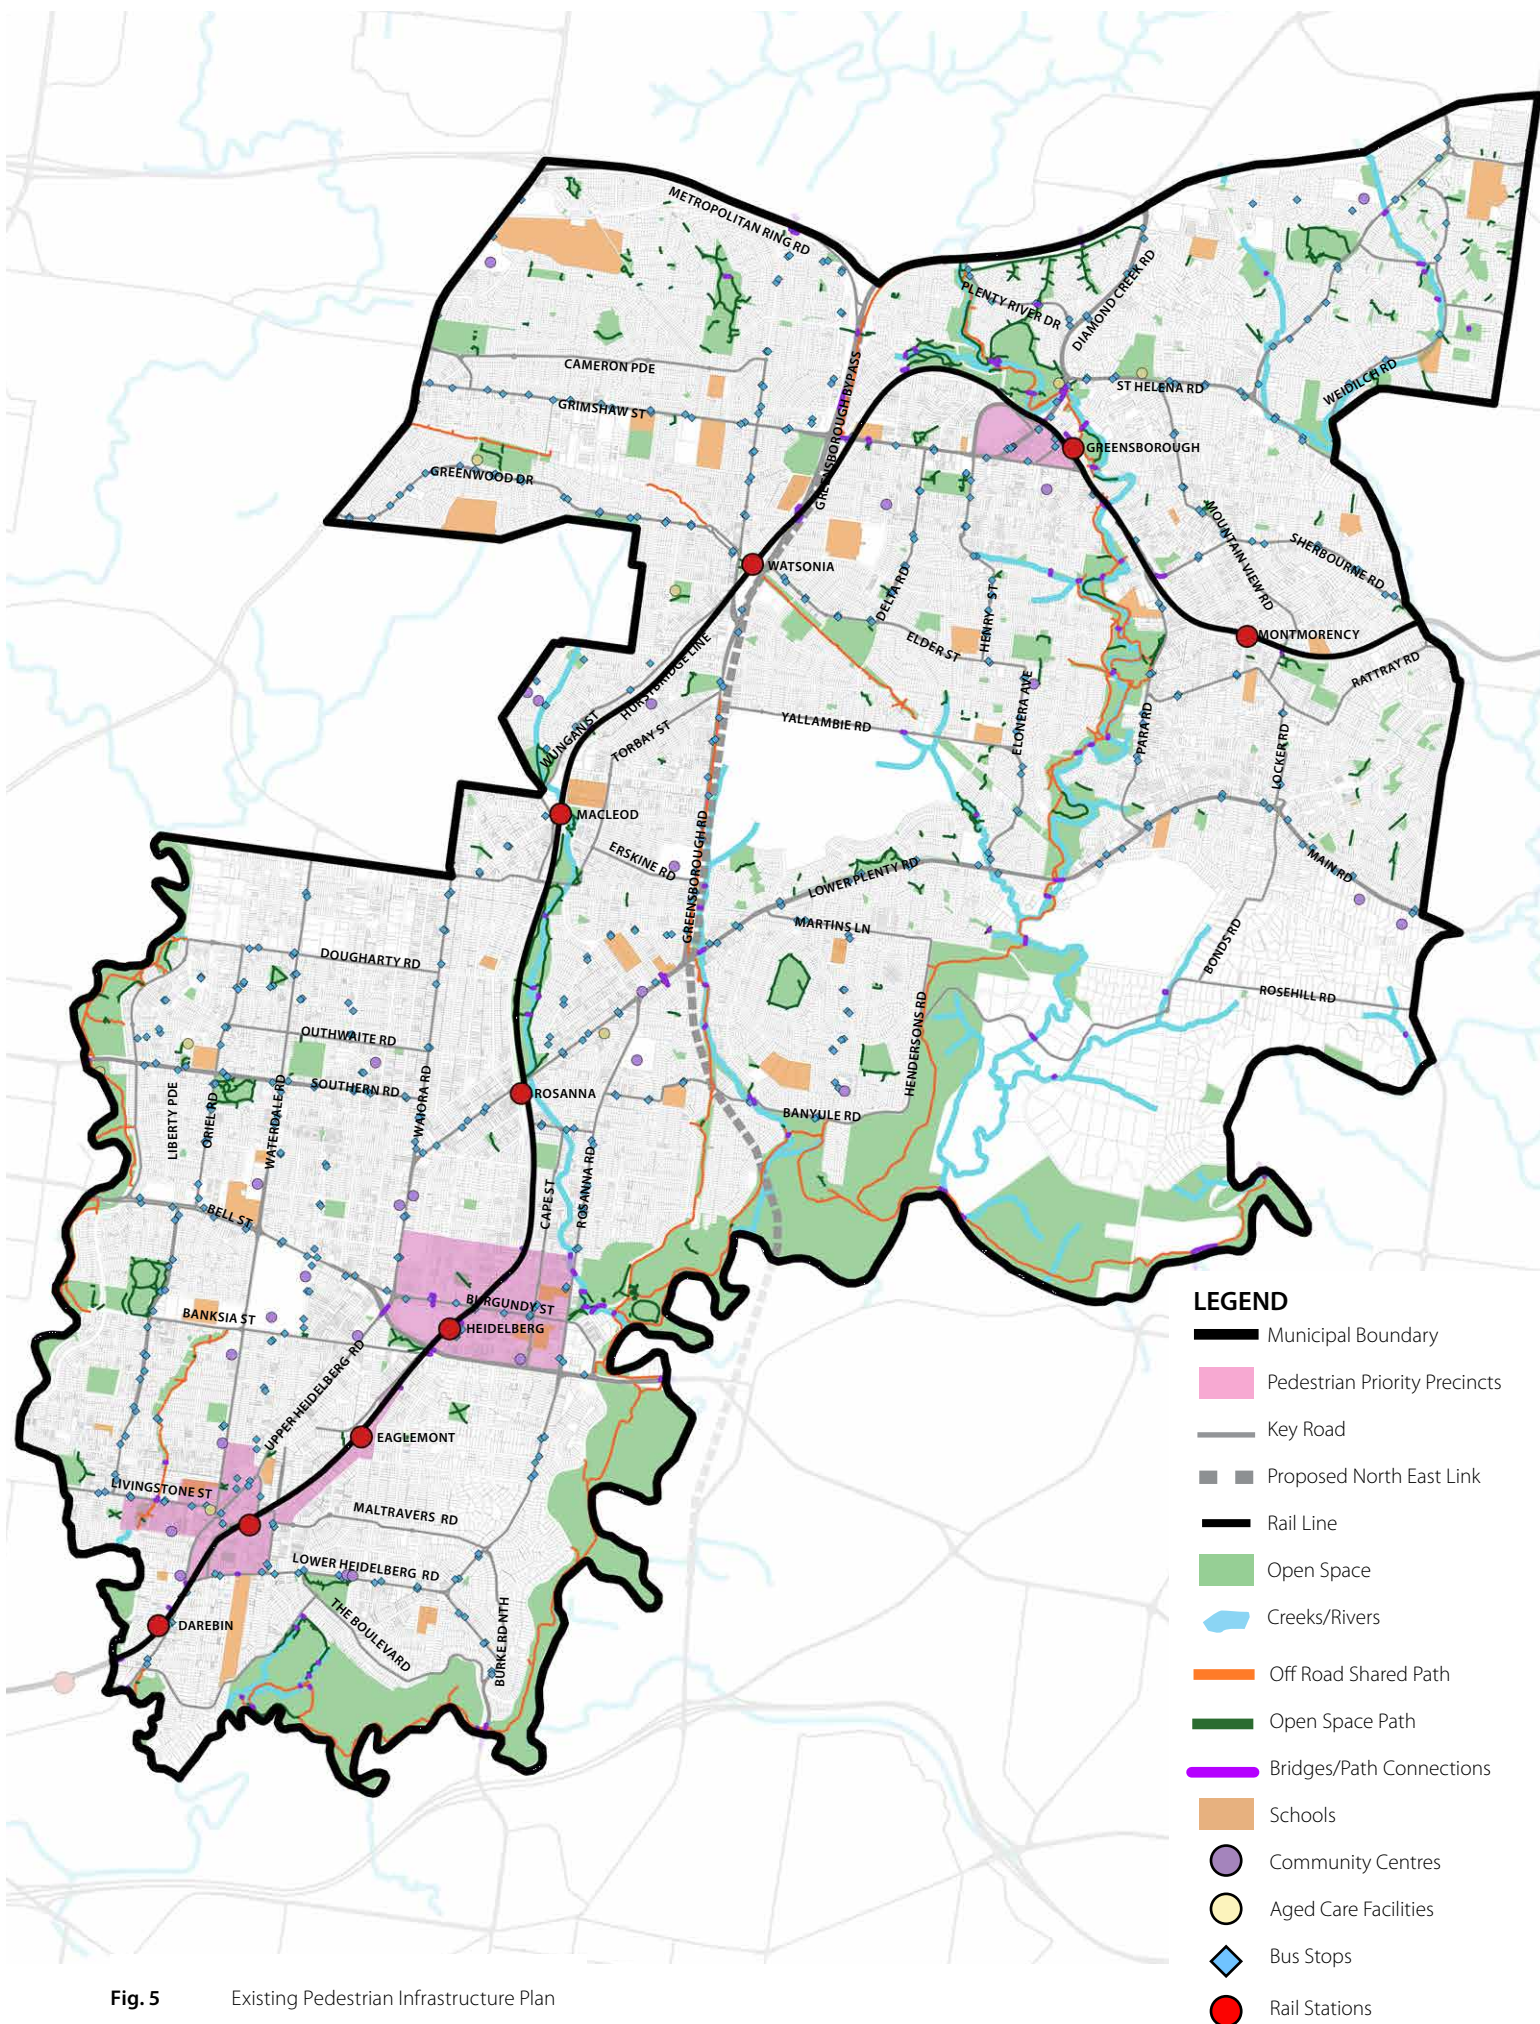 METROPOLITAN RING RD
PLENTY RIVER DR
DIAMOND CREEK RD
CAMERON PDE
GREENSBOROUGH BYPASS
ST HELENA RD
WEIDILCH RD
GRIMSHAW ST
GREENSBOROUGH
GREENWOOD DR
MOUNTAIN VIEW RD
SHERBOURNE RD
WATSONIA
DELTA RD
HENRY ST
ELDER ST
MONTMORENCY
HURSTBRIDGE LINE
RATTRAY RD
WUNGAN ST
TORBAY ST
YALLAMBIE RD
ELONERA AVE
PARA RD
LOCKER RD
MACLEOD
GREENSBOROUGH RD
ERSKINE RD
LOWER PLENTY RD
MAIN RD
MARTINS LN
BONDS RD
DOUGHARTY RD
ROSEHILL RD
OUTHWAITE RD
HENDERSONS RD
SOUTHERN RD
ROSANNA
LIBERTY PDE
ORIEL RD
WATERDALE RD
WAIORA RD
BANYULE RD
CAPE ST
ROSANNA RD
BELL ST
BURGUNDY ST
BANKSIA ST
HEIDELBERG
UPPER HEIDELBERG RD
EAGLEMONT
LIVINGSTONE ST
MALTRAVERS RD
LOWER HEIDELBERG RD
THE BOULEVARD
BURKE RD NTH
DAREBIN
LEGEND
Municipal Boundary
Pedestrian Priority Precincts
Key Road
Proposed North East Link
Rail Line
Open Space
Creeks/Rivers
Off Road Shared Path
Open Space Path
Bridges/Path Connections
Schools
Community Centres
Aged Care Facilities
Bus Stops
Rail Stations
Fig. 5 Existing Pedestrian Infrastructure Plan